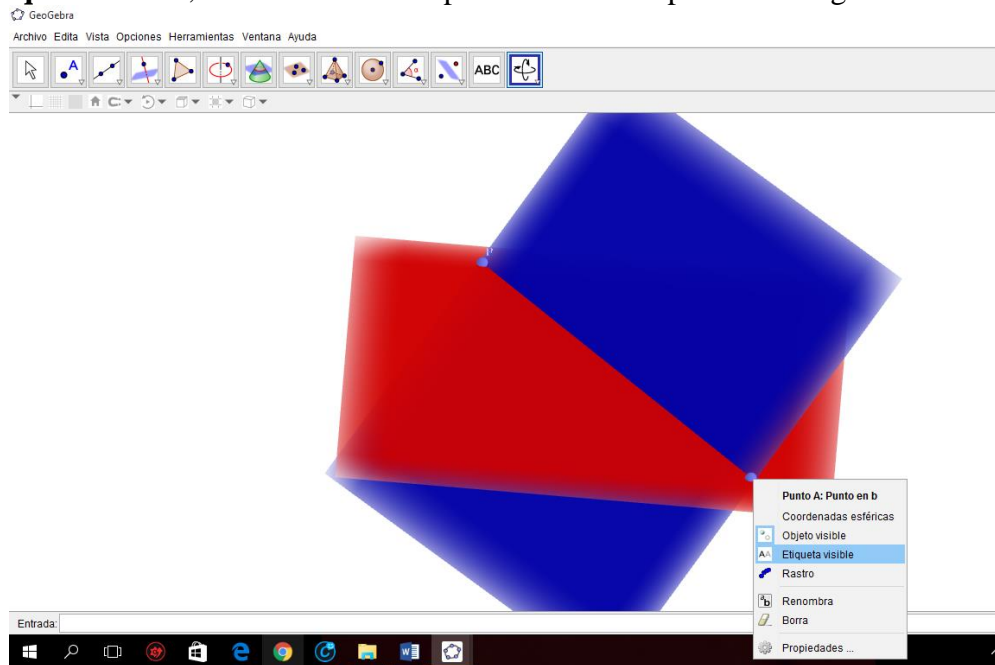 GeoGebra
Archivo Edita Vista Opciones Herramientas Ventana Ayuda
A
ABC
P
Punto A: Punto en b
Coordenadas esféricas
Objeto visible
AA Etiqueta visible
Rastro
Renombra
Borra
Propiedades ...
Entrada: